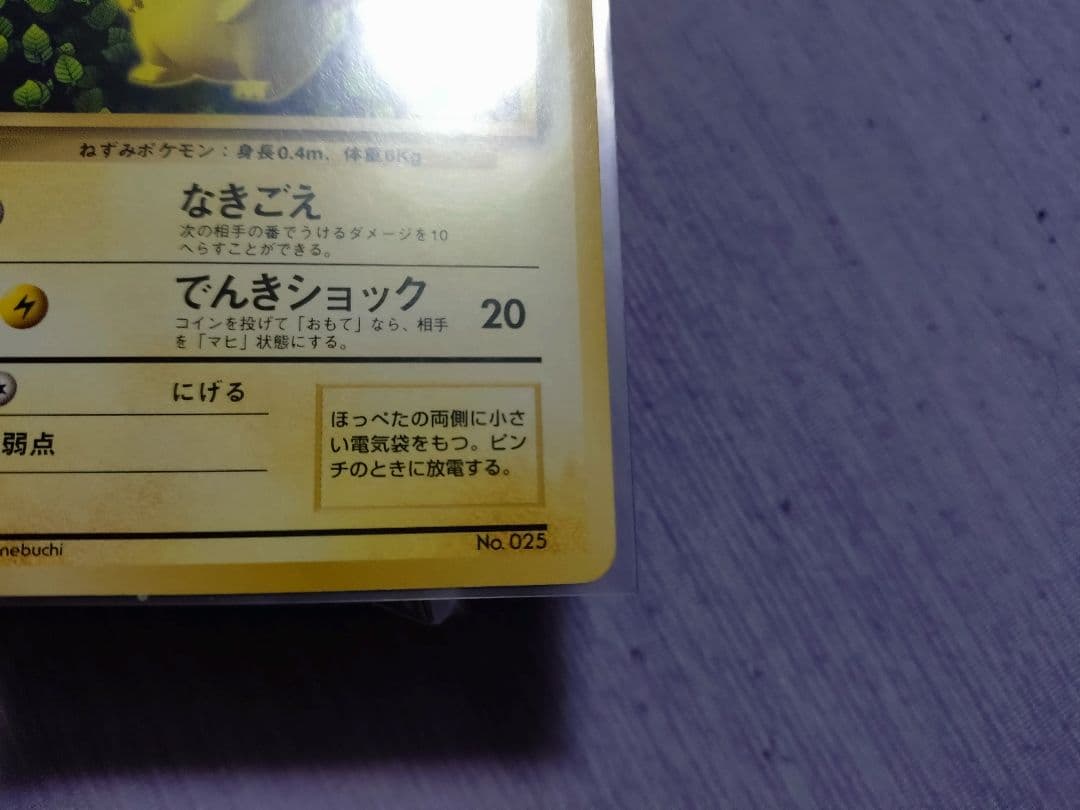 ねずみポケモン：身長0.4m、体重6Kg
なきごえ
次の相手の番でうけるダメージを10
へらすことができる。
でんきショック 20
コインを投げて「おもて」なら、相手
を「マヒ」状態にする。
にげる
弱点
ほっぺたの両側に小さ
い電気袋をもつ。ピン
チのときに放電する。
nebuchi
No. 025